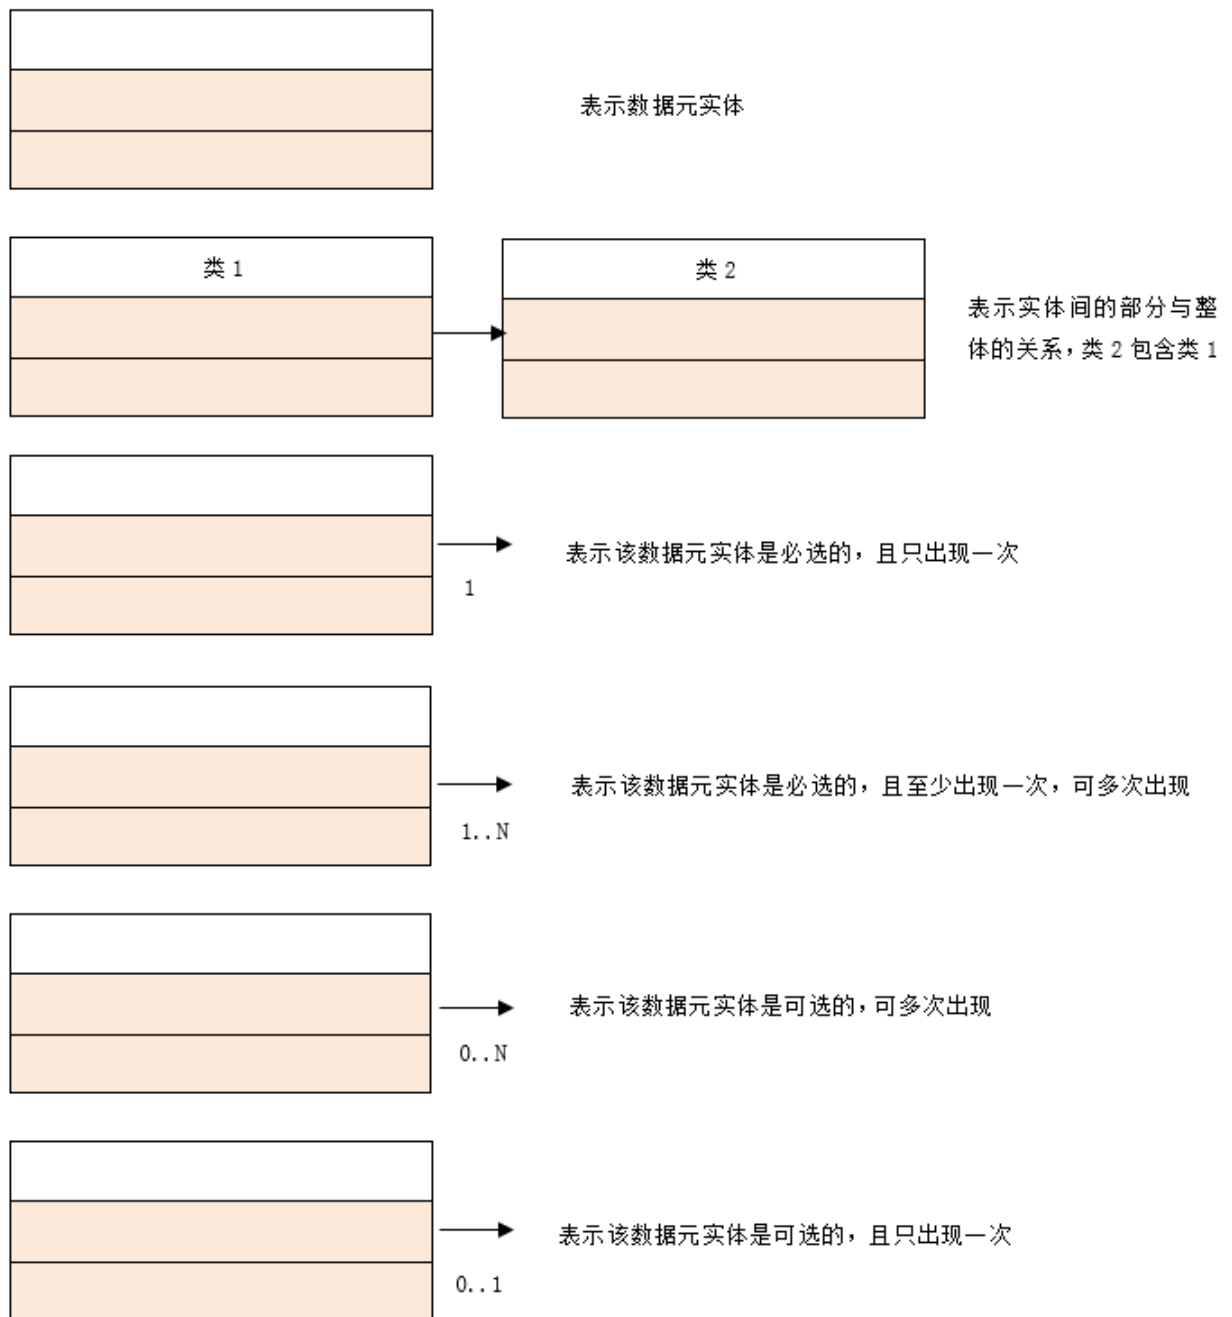 表示数据元实体
类 1
类 2
表示实体间的部分与整
体的关系，类 2 包含类 1
表示该数据元实体是必选的，且只出现一次
1
表示该数据元实体是必选的，且至少出现一次，可多次出现
1..N
表示该数据元实体是可选的，可多次出现
0..N
表示该数据元实体是可选的，且只出现一次
0..1